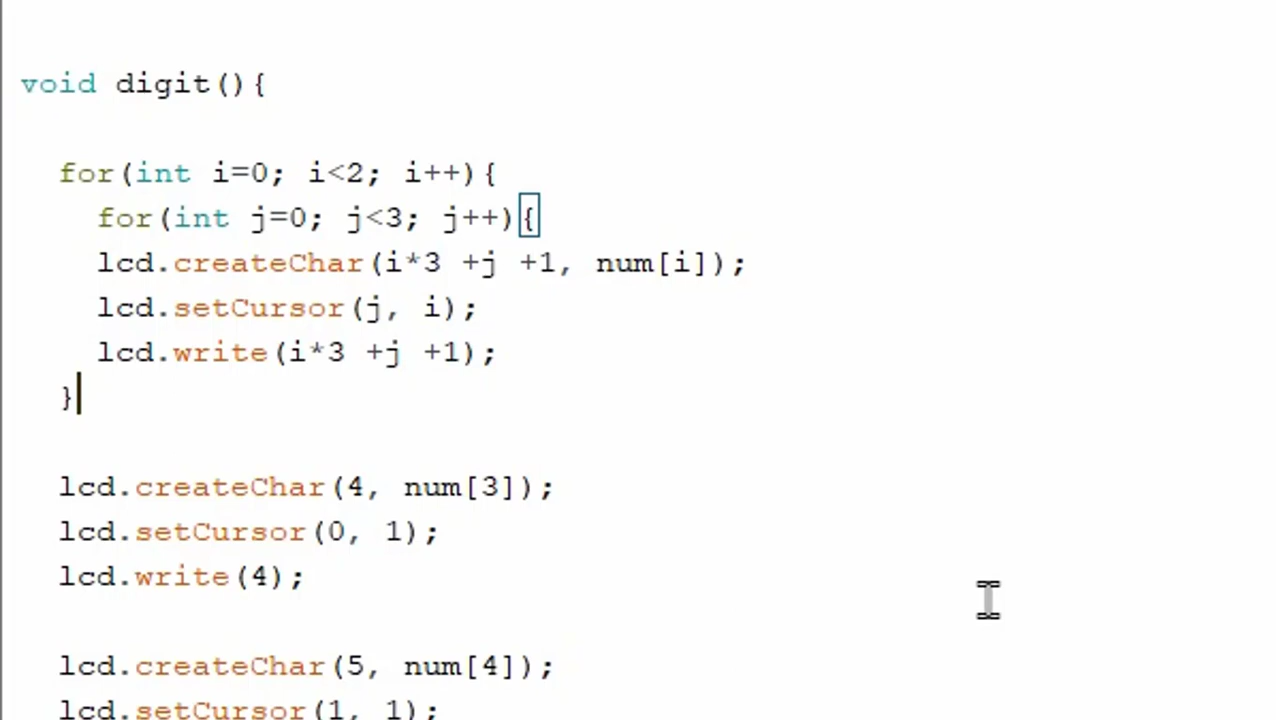 void digit(){
for(int i=0; i<2; i++){
for(int j=0; j<3; j++){
lcd.createChar(i*3 +j +1, num[i]);
lcd.setCursor(j, i);
lcd.write(i*3 +j +1);
}
lcd.createChar(4, num[3]);
lcd.setCursor(0, 1);
lcd.write(4);
lcd.createChar(5, num[4]);
lcd.setCursor(1, 1);